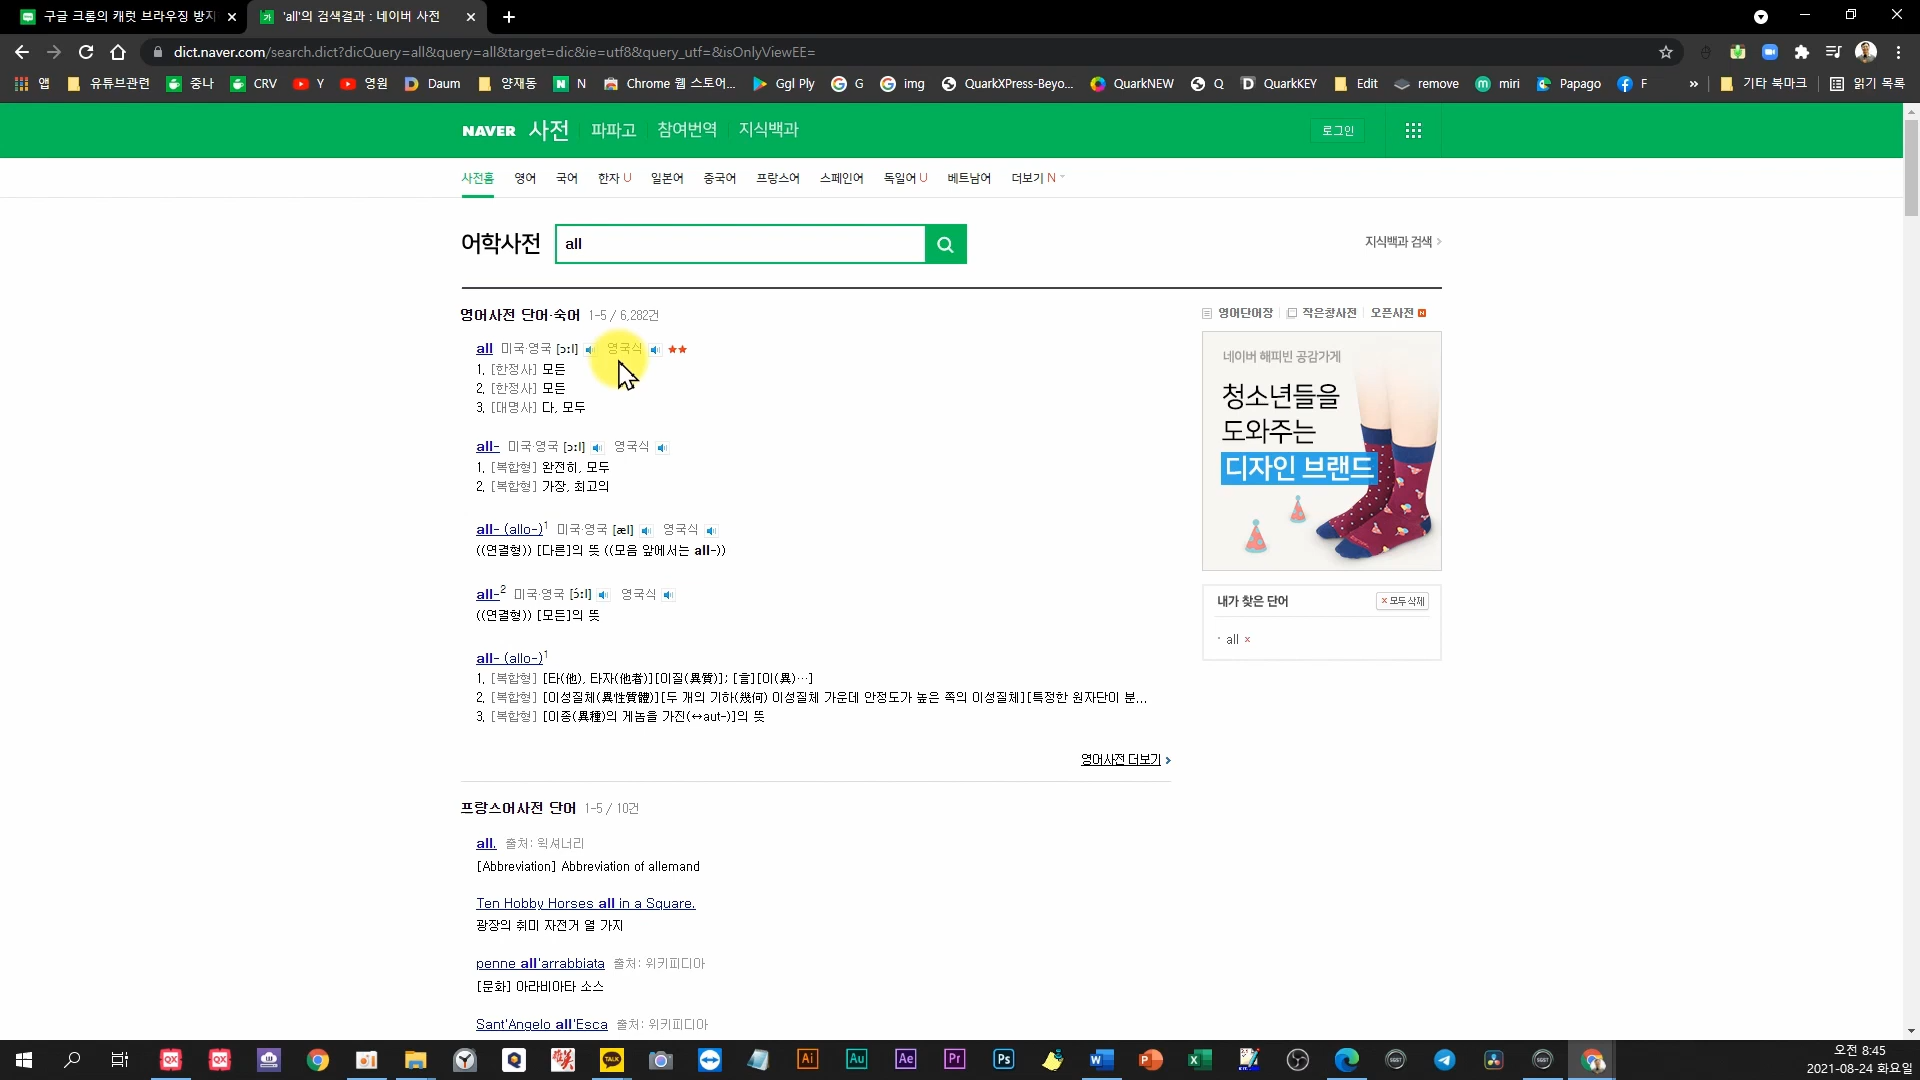 구글 크롬의 캐럿 브라우징 방지
'all'의 검색결과 : 네이버 사전
dict.naver.com/search.dict?dicQuery=all&query=all&target=dic&ie=utf8&query_utf=&isOnlyViewEE=
앱 유튜브관련 중나 CRV Y 영원 Daum 양재동 N Chrome 웹 스토어... Ggl Ply G img QuarkXPress-Beyo... QuarkNEW Q QuarkKEY Edit remove miri Papago F » 기타 북마크 읽기 목록
NAVER 사전 파파고 참여번역 지식백과 로그인
사전홈 영어 국어 한자 U 일본어 중국어 프랑스어 스페인어 독일어 U 베트남어 더보기 N
어학사전 all 지식백과 검색
영어사전 단어·숙어 1-5 / 6,282건
all 미국·영국 [ɔːl] 영국식 ★★
1. [한정사] 모든
2. [한정사] 모든
3. [대명사] 다, 모두
all- 미국·영국 [ɔːl] 영국식
1. [복합형] 완전히, 모두
2. [복합형] 가장, 최고의
all- (allo-)1 미국·영국 [æl] 영국식
((연결형)) [다른]의 뜻 ((모음 앞에서는 all-))
all-2 미국·영국 [ɔ́ːl] 영국식
((연결형)) [모든]의 뜻
all- (allo-)1
1. [복합형] [타(他), 타자(他者)][이질(異質)]; [言][이(異)…]
2. [복합형] [이성질체(異性質體)][두 개의 기하(幾何) 이성질체 가운데 안정도가 높은 쪽의 이성질체][특정한 원자단이 분...
3. [복합형] [이종(異種)의 게놈을 가진(↔aut-)]의 뜻
영어사전 더보기
프랑스어사전 단어 1-5 / 10건
all. 출처: 윅셔너리
[Abbreviation] Abbreviation of allemand
Ten Hobby Horses all in a Square.
광장의 취미 자전거 열 가지
penne all'arrabbiata 출처: 위키피디아
[문화] 아라비아타 소스
Sant'Angelo all'Esca 출처: 위키피디아
영어단어장 작은창사전 오픈사전 N
네이버 해피빈 공감가게
청소년들을
도와주는
디자인 브랜드
내가 찾은 단어 × 모두 삭제
· all ×
TALK Ai Au Ae Pr Ps
오전 8:45
2021-08-24 화요일